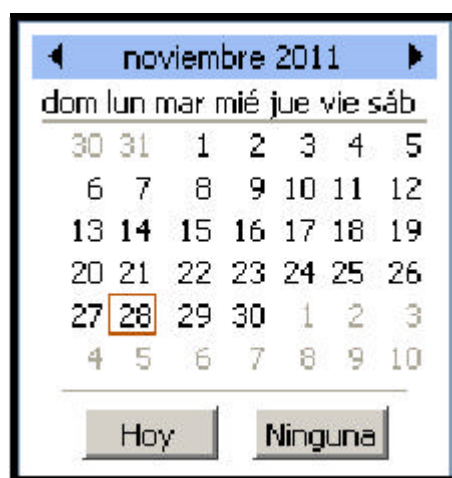 noviembre 2011
dom lun mar mié jue vie sáb
30 31 1 2 3 4 5
6 7 8 9 10 11 12
13 14 15 16 17 18 19
20 21 22 23 24 25 26
27 28 29 30 1 2 3
4 5 6 7 8 9 10
Hoy Ninguna